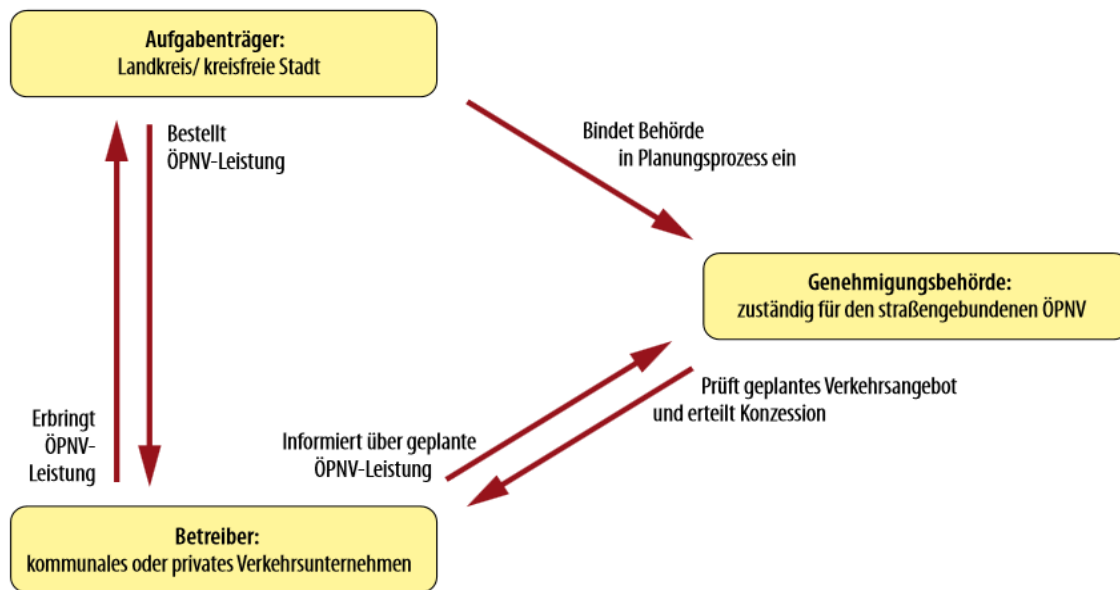 Aufgabenträger:
Landkreis/ kreisfreie Stadt
Bestellt
ÖPNV-Leistung
Bindet Behörde
in Planungsprozess ein
Genehmigungsbehörde:
zuständig für den straßengebundenen ÖPNV
Prüft geplantes Verkehrsangebot
und erteilt Konzession
Erbringt
ÖPNV-
Leistung
Informiert über geplante
ÖPNV-Leistung
Betreiber:
kommunales oder privates Verkehrsunternehmen